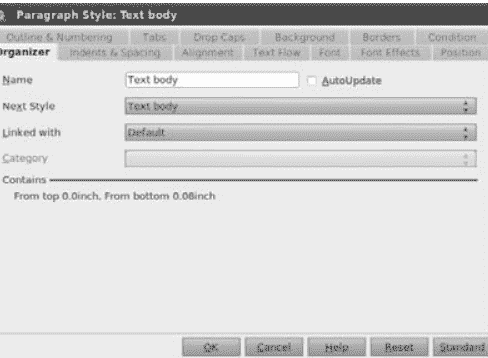 Paragraph Style: Text body
Outline & Numbering Tabs Drop Caps Background Borders Condition
Organizer Indents & Spacing Alignment Text Flow Font Font Effects Position
Name Text body AutoUpdate
Next Style Text body
Linked with Default
Category
Contains
From top 0.0inch, From bottom 0.08inch
OK Cancel Help Reset Standard